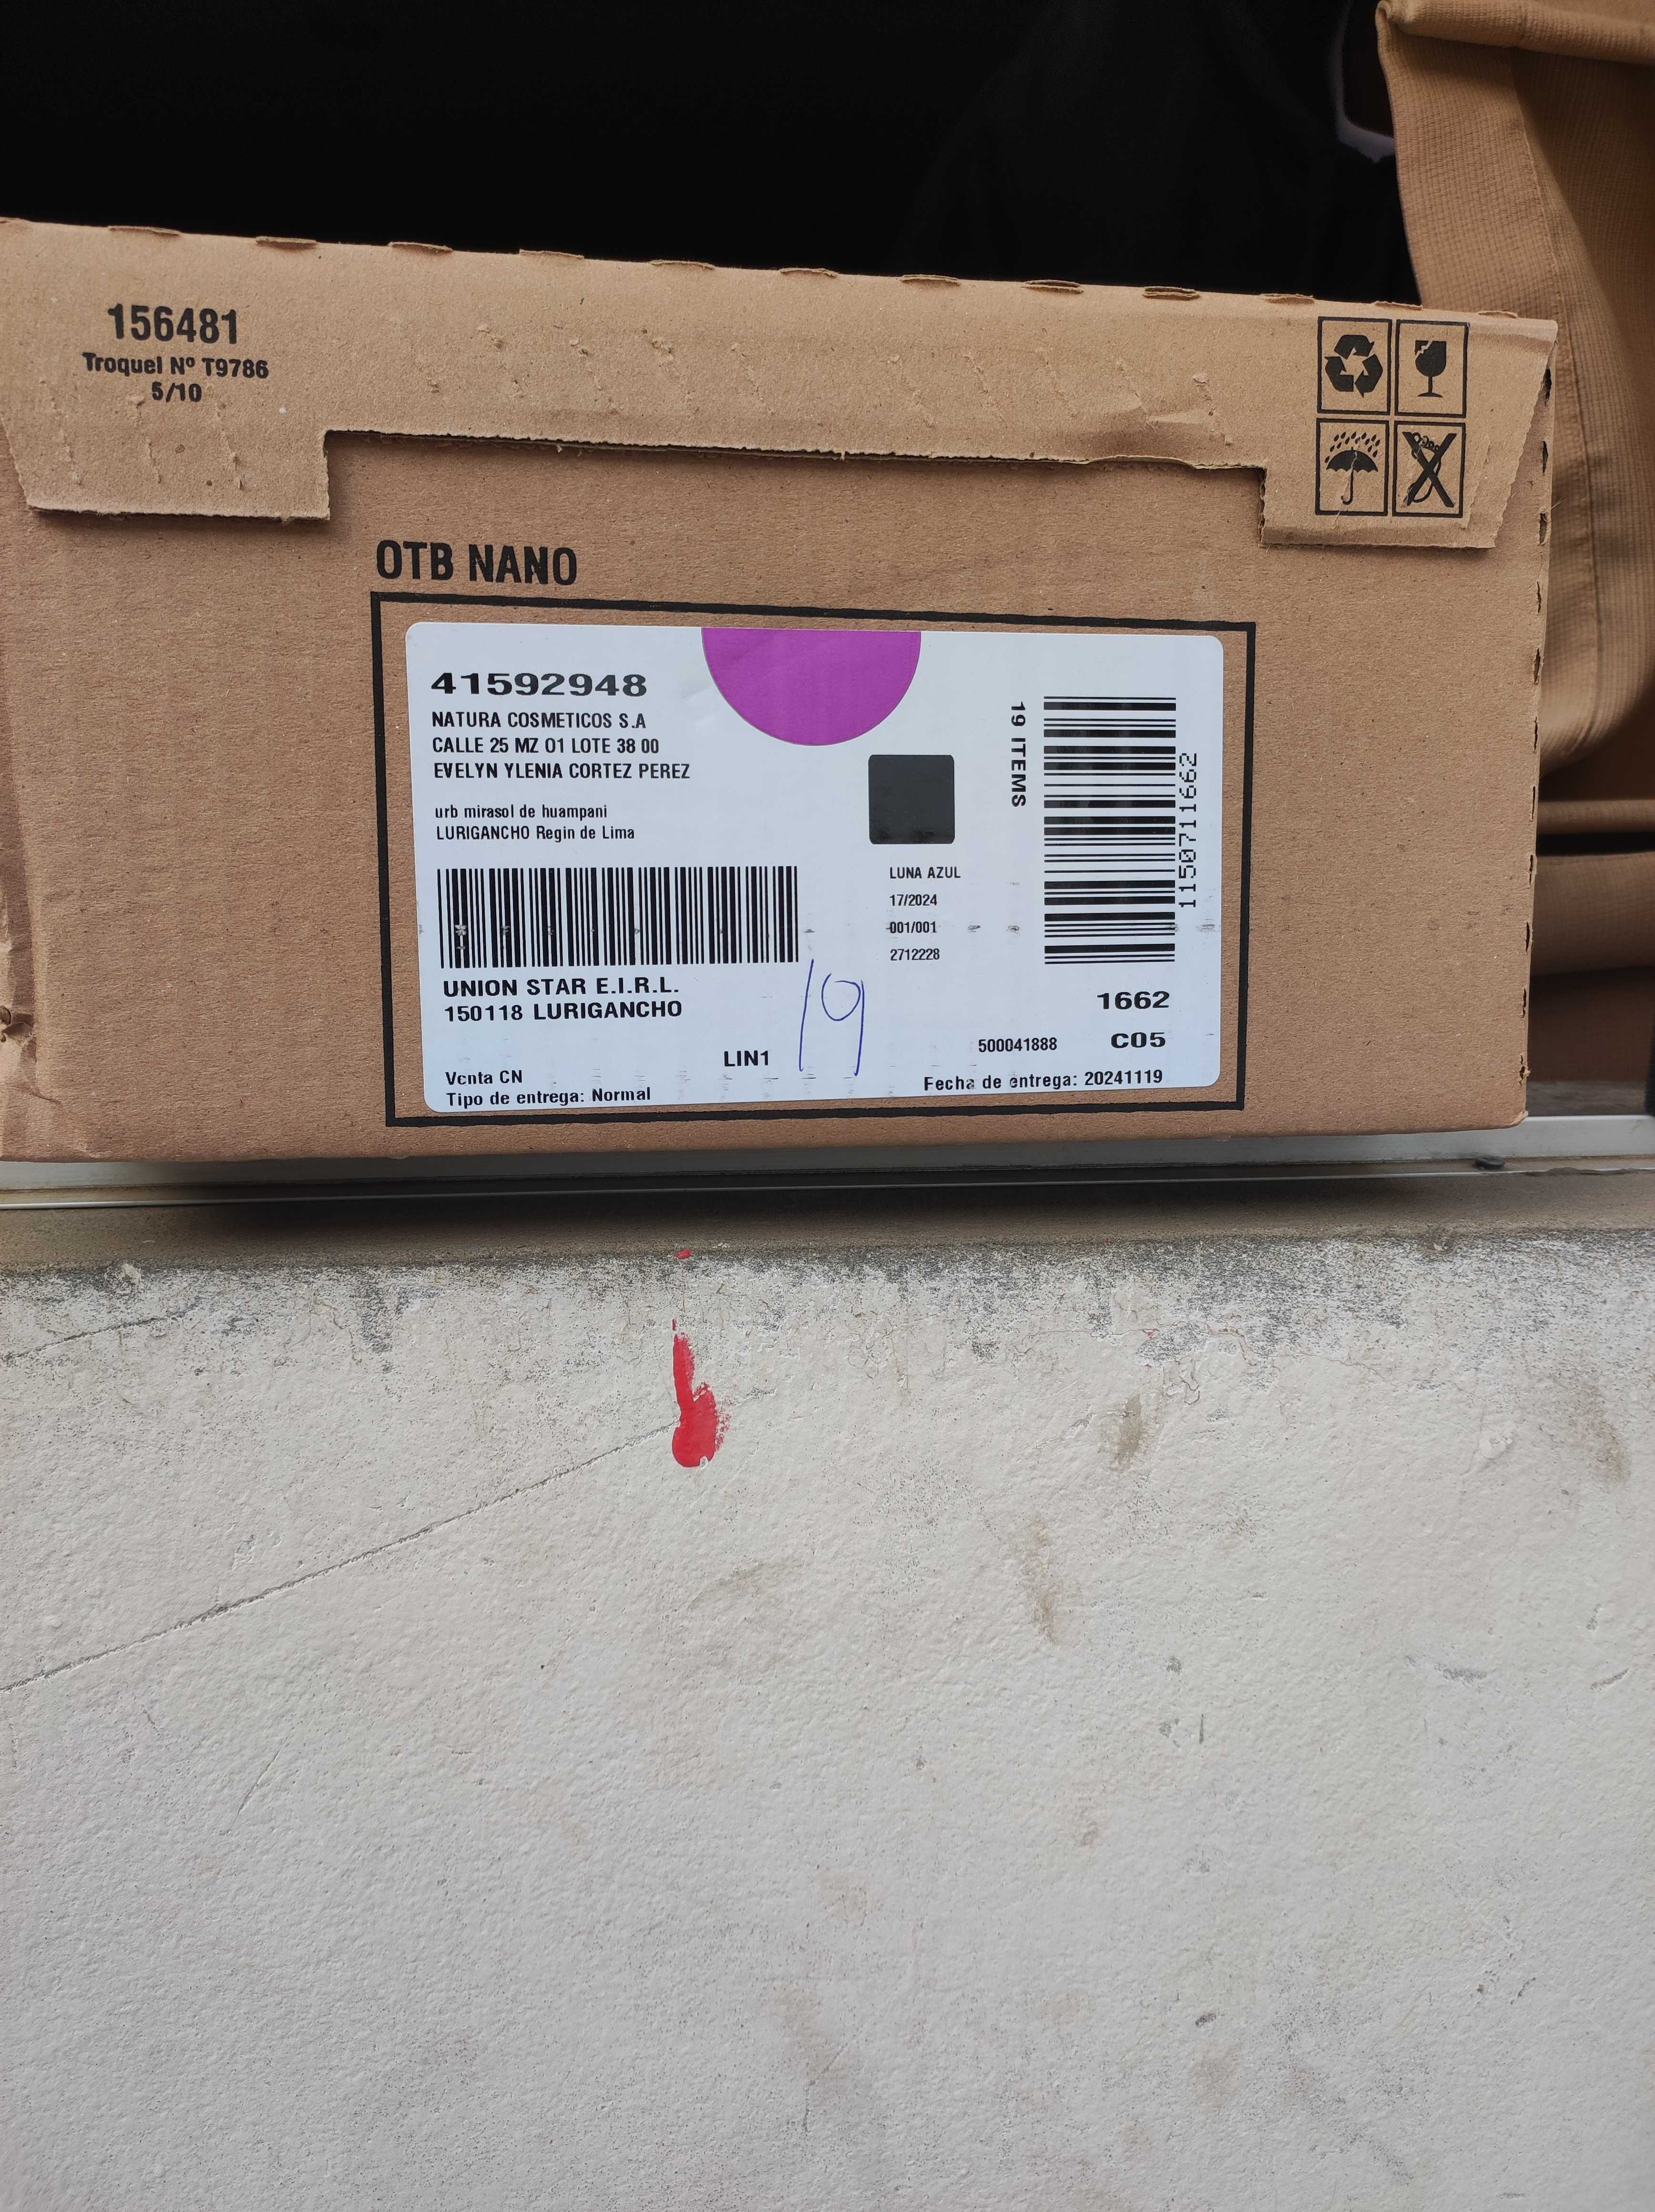 156481
Troquel Nº T9786
5/10
OTB NANO
41592948
NATURA COSMETICOS S.A
CALLE 25 MZ O1 LOTE 38 00
EVELYN YLENIA CORTEZ PEREZ
urb mirasol de huampani
LURIGANCHO Regin de Lima
19 ITEMS
11507111662
LUNA AZUL
17/2024
001/001
2712228
UNION STAR E.I.R.L.
150118 LURIGANCHO
19
1662
LIN1
500041888
C05
Venta CN
Tipo de entrega: Normal
Fecha de entrega: 20241119